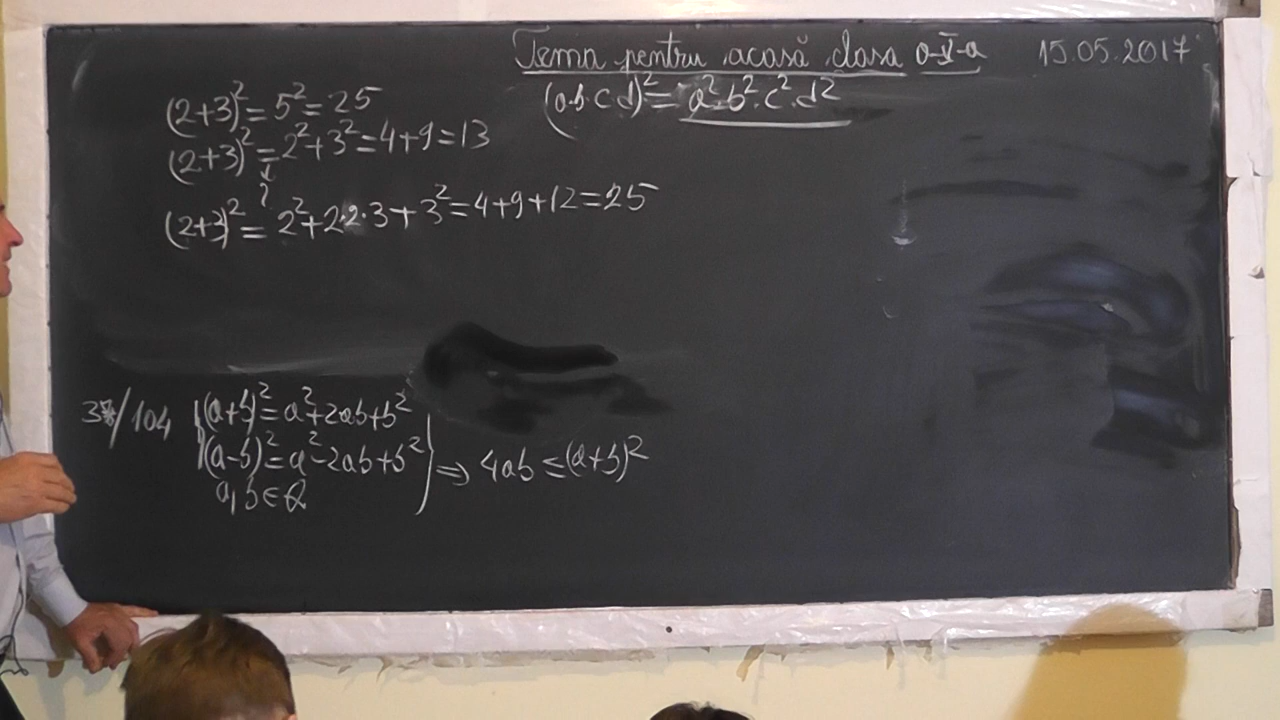 Tema pentru acasă clasa a-V-a 15.05.2017
(a·b·c·d)² = a²·b²·c²·d²
(2+3)² = 5² = 25
(2+3)² = 2²+3² = 4+9 = 13
↓
?
(2+3)² = 2²+2·2·3+3² = 4+9+12 = 25
/104 (a+b)² = a²+2ab+b²
(a-b)² = a²-2ab+b² ⇒ 4ab ≤ (a+b)²
a,b ∈ Q